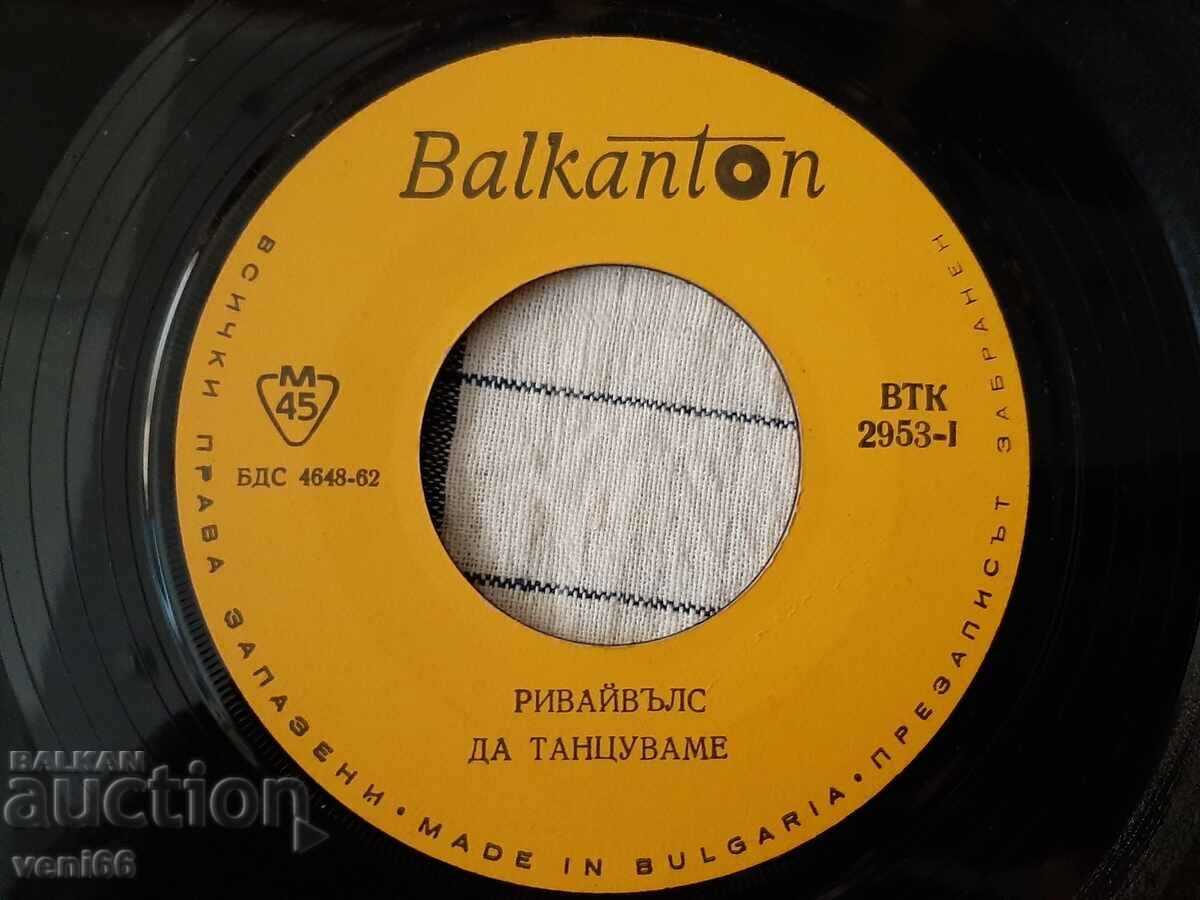 Balkanton
ВСИЧКИ ПРАВА ЗАПАЗЕНИ • MADE IN BULGARIA • ПРЕЗАПИСЪТ ЗАБРАНЕН
М
45
БДС 4648-62
ВТК
2953-I
РИВАЙВЪЛС
ДА ТАНЦУВАМЕ
BALKAN
auction
veni66